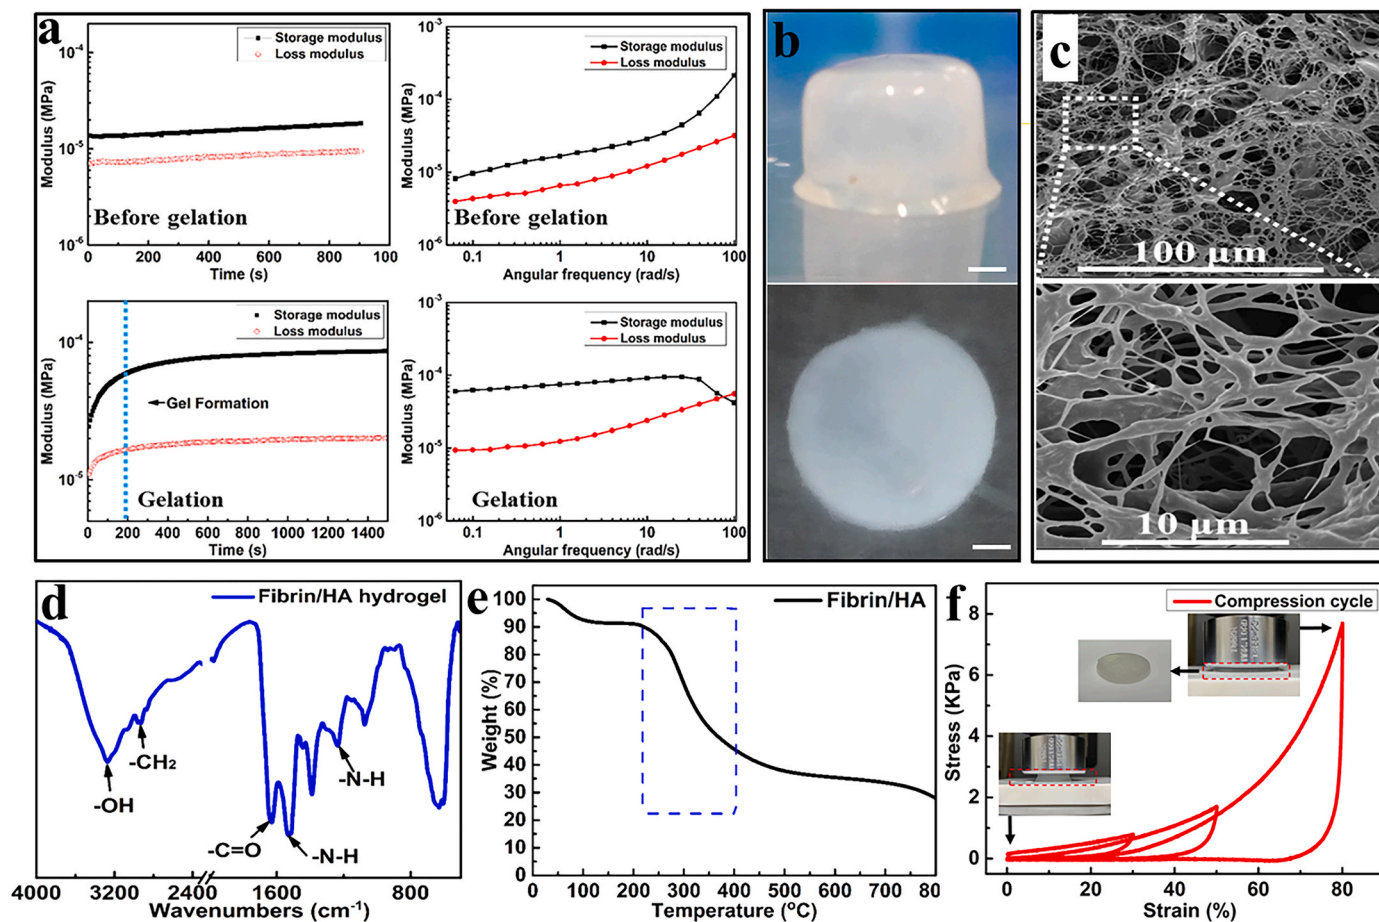 a
Storage modulus
Loss modulus
Modulus (MPa)
10⁻⁴
10⁻⁵
10⁻⁶
Before gelation
0 200 400 600 800 1000
Time (s)
Storage modulus
Loss modulus
Modulus (MPa)
10⁻³
10⁻⁴
10⁻⁵
10⁻⁶
Before gelation
0.1 1 10 100
Angular frequency (rad/s)
Storage modulus
Loss modulus
Modulus (MPa)
10⁻⁴
10⁻⁵
Gel Formation
Gelation
0 200 400 600 800 1000 1200 1400
Time (s)
Storage modulus
Loss modulus
Modulus (MPa)
10⁻³
10⁻⁴
10⁻⁵
10⁻⁶
Gelation
0.1 1 10 100
Angular frequency (rad/s)
b
c
100 μm
10 μm
d
Fibrin/HA hydrogel
-OH
-CH₂
-C=O
-N-H
-N-H
4000 3200 2400 1600 800
Wavenumbers (cm⁻¹)
e
Fibrin/HA
Weight (%)
100
90
80
70
60
50
40
30
20
10
0
0 100 200 300 400 500 600 700 800
Temperature (°C)
f
Compression cycle
Stress (KPa)
8
6
4
2
0
0 20 40 60 80
Strain (%)